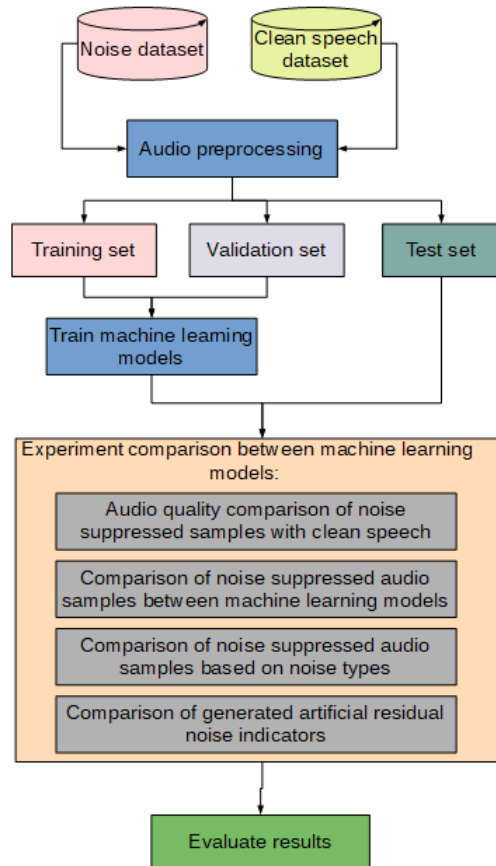 Noise dataset
Clean speech
dataset
Audio preprocessing
Training set
Validation set
Test set
Train machine learning
models
Experiment comparison between machine learning
models:
Audio quality comparison of noise
suppressed samples with clean speech
Comparison of noise suppressed audio
samples between machine learning models
Comparison of noise suppressed audio
samples based on noise types
Comparison of generated artificial residual
noise indicators
Evaluate results